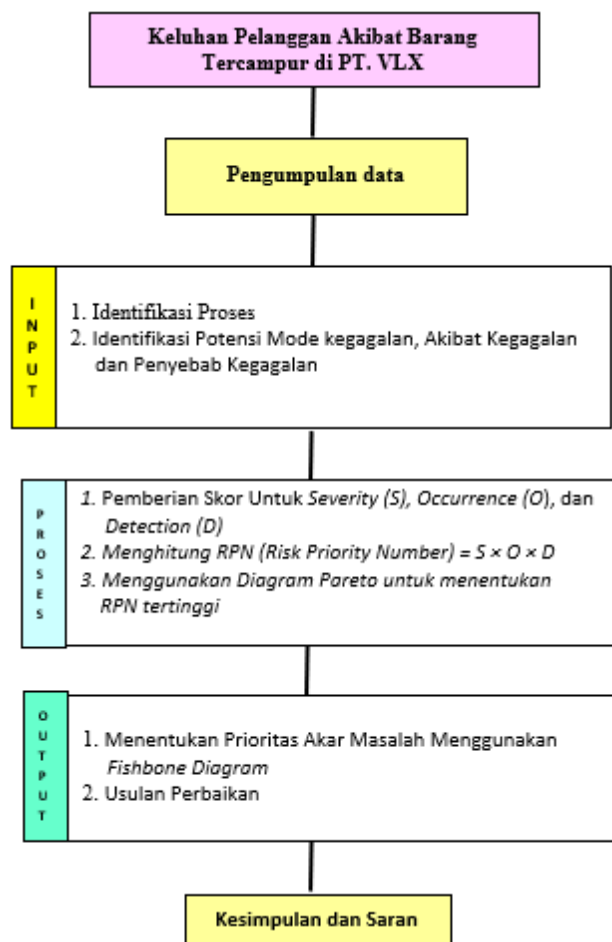 Keluhan Pelanggan Akibat Barang
Tercampur di PT. VLX
Pengumpulan data
INPUT
1. Identifikasi Proses
2. Identifikasi Potensi Mode kegagalan, Akibat Kegagalan
dan Penyebab Kegagalan
PROSES
1. Pemberian Skor Untuk Severity (S), Occurrence (O), dan
Detection (D)
2. Menghitung RPN (Risk Priority Number) = S × O × D
3. Menggunakan Diagram Pareto untuk menentukan
RPN tertinggi
OUTPUT
1. Menentukan Prioritas Akar Masalah Menggunakan
Fishbone Diagram
2. Usulan Perbaikan
Kesimpulan dan Saran